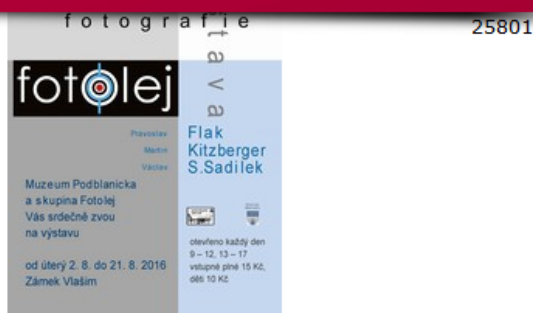 fotografie
tava
25801
fotolej
Pravoslav
Martin
Václav
Flak
Kitzberger
S.Sadílek
Muzeum Podblanicka
a skupina Fotolej
Vás srdečně zvou
na výstavu
od úterý 2. 8. do 21. 8. 2016
Zámek Vlašim
otevřeno každý den
9 – 12, 13 – 17
vstupné plné 15 Kč,
děti 10 Kč